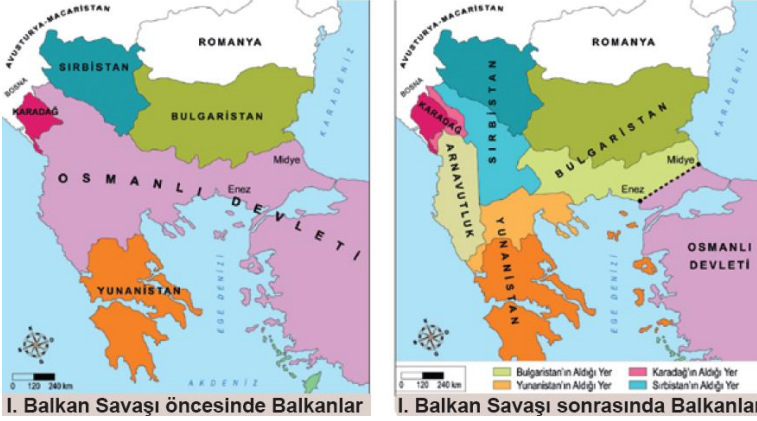 AVUSTURYA-MACARİSTAN
ROMANYA
BOSNA
SIRBİSTAN
KARADAĞ
BULGARİSTAN
KARADENİZ
Midye
OSMANLI DEVLETİ
Enez
YUNANİSTAN
EGE DENİZİ
AKDENİZ
0 120 240 km
I. Balkan Savaşı öncesinde Balkanlar
AVUSTURYA-MACARİSTAN
ROMANYA
BOSNA
SIRBİSTAN
KARADAĞ
BULGARİSTAN
KARADENİZ
Midye
ARNAVUTLUK
Enez
OSMANLI
DEVLETİ
YUNANİSTAN
EGE DENİZİ
0 120 240 km
Bulgaristan'ın Aldığı Yer
Karadağ'ın Aldığı Yer
Yunanistan'ın Aldığı Yer
Sırbistan'ın Aldığı Yer
I. Balkan Savaşı sonrasında Balkanlar